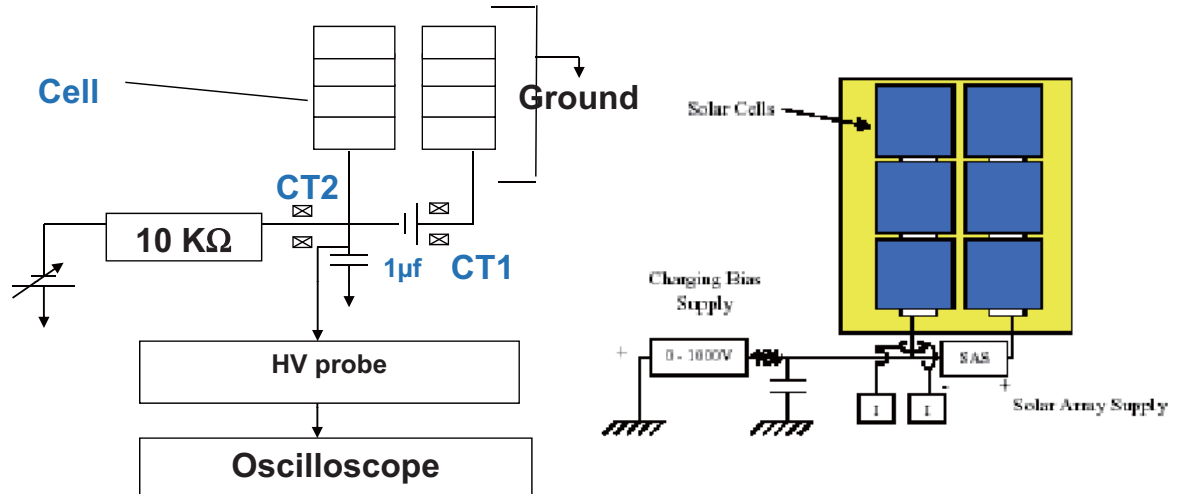 Cell
Ground
CT2
10 KΩ
1µf
CT1
HV probe
Oscilloscope
Solar Cells
Charging Bias
Supply
+
0 - 1000V
SAS
-
+
I
I
Solar Array Supply